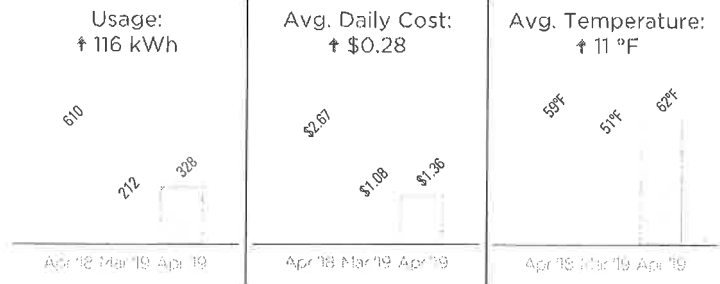 Usage:
↑ 116 kWh
610
212
328
Apr '18 Mar '19 Apr '19
Avg. Daily Cost:
↑ $0.28
$2.67
$1.08
$1.36
Apr '18 Mar '19 Apr '19
Avg. Temperature:
↑ 11 °F
59°F
51°F
62°F
Apr '18 Mar '19 Apr '19